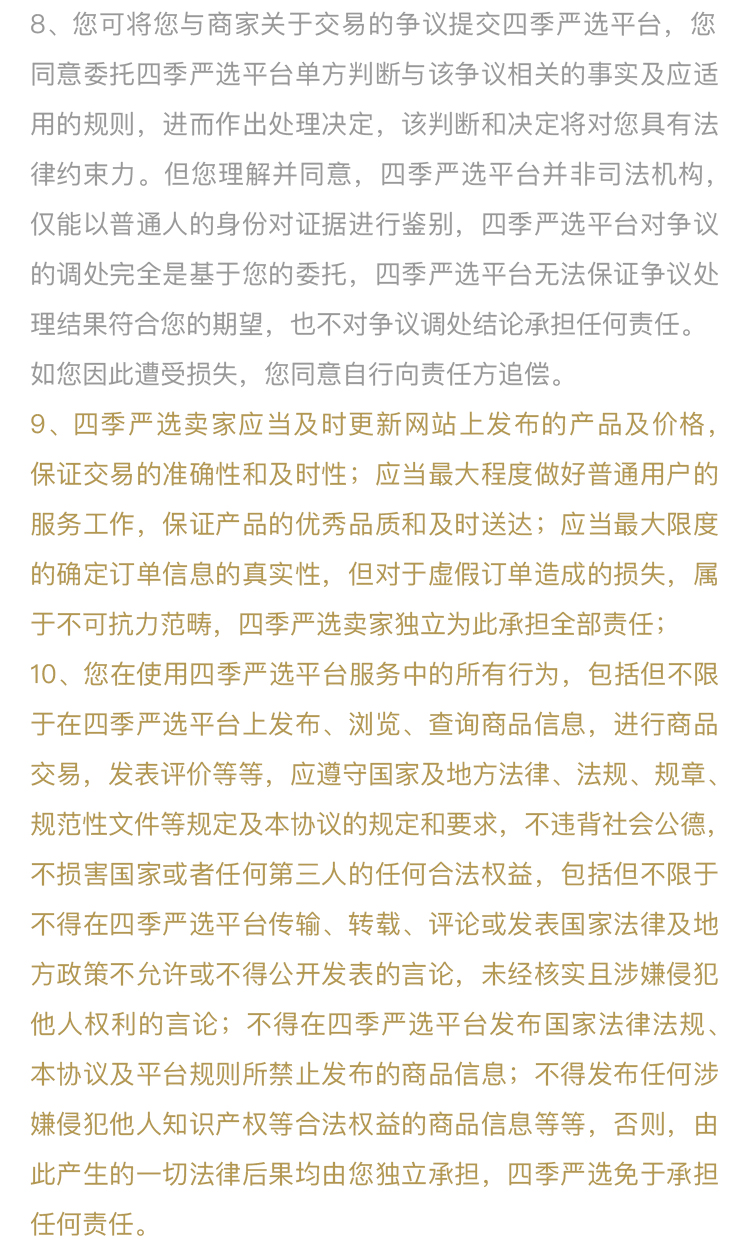 8、您可将您与商家关于交易的争议提交四季严选平台，您
同意委托四季严选平台单方判断与该争议相关的事实及应适
用的规则，进而作出处理决定，该判断和决定将对您具有法
律约束力。但您理解并同意，四季严选平台并非司法机构，
仅能以普通人的身份对证据进行鉴别，四季严选平台对争议
的调处完全是基于您的委托，四季严选平台无法保证争议处
理结果符合您的期望，也不对争议调处结论承担任何责任。
如您因此遭受损失，您同意自行向责任方追偿。
9、四季严选卖家应当及时更新网站上发布的产品及价格，
保证交易的准确性和及时性；应当最大程度做好普通用户的
服务工作，保证产品的优秀品质和及时送达；应当最大限度
的确定订单信息的真实性，但对于虚假订单造成的损失，属
于不可抗力范畴，四季严选卖家独立为此承担全部责任；
10、您在使用四季严选平台服务中的所有行为，包括但不限
于在四季严选平台上发布、浏览、查询商品信息，进行商品
交易，发表评价等等，应遵守国家及地方法律、法规、规章、
规范性文件等规定及本协议的规定和要求，不违背社会公德，
不损害国家或者任何第三人的任何合法权益，包括但不限于
不得在四季严选平台传输、转载、评论或发表国家法律及地
方政策不允许或不得公开发表的言论，未经核实且涉嫌侵犯
他人权利的言论；不得在四季严选平台发布国家法律法规、
本协议及平台规则所禁止发布的商品信息；不得发布任何涉
嫌侵犯他人知识产权等合法权益的商品信息等等，否则，由
此产生的一切法律后果均由您独立承担，四季严选免于承担
任何责任。